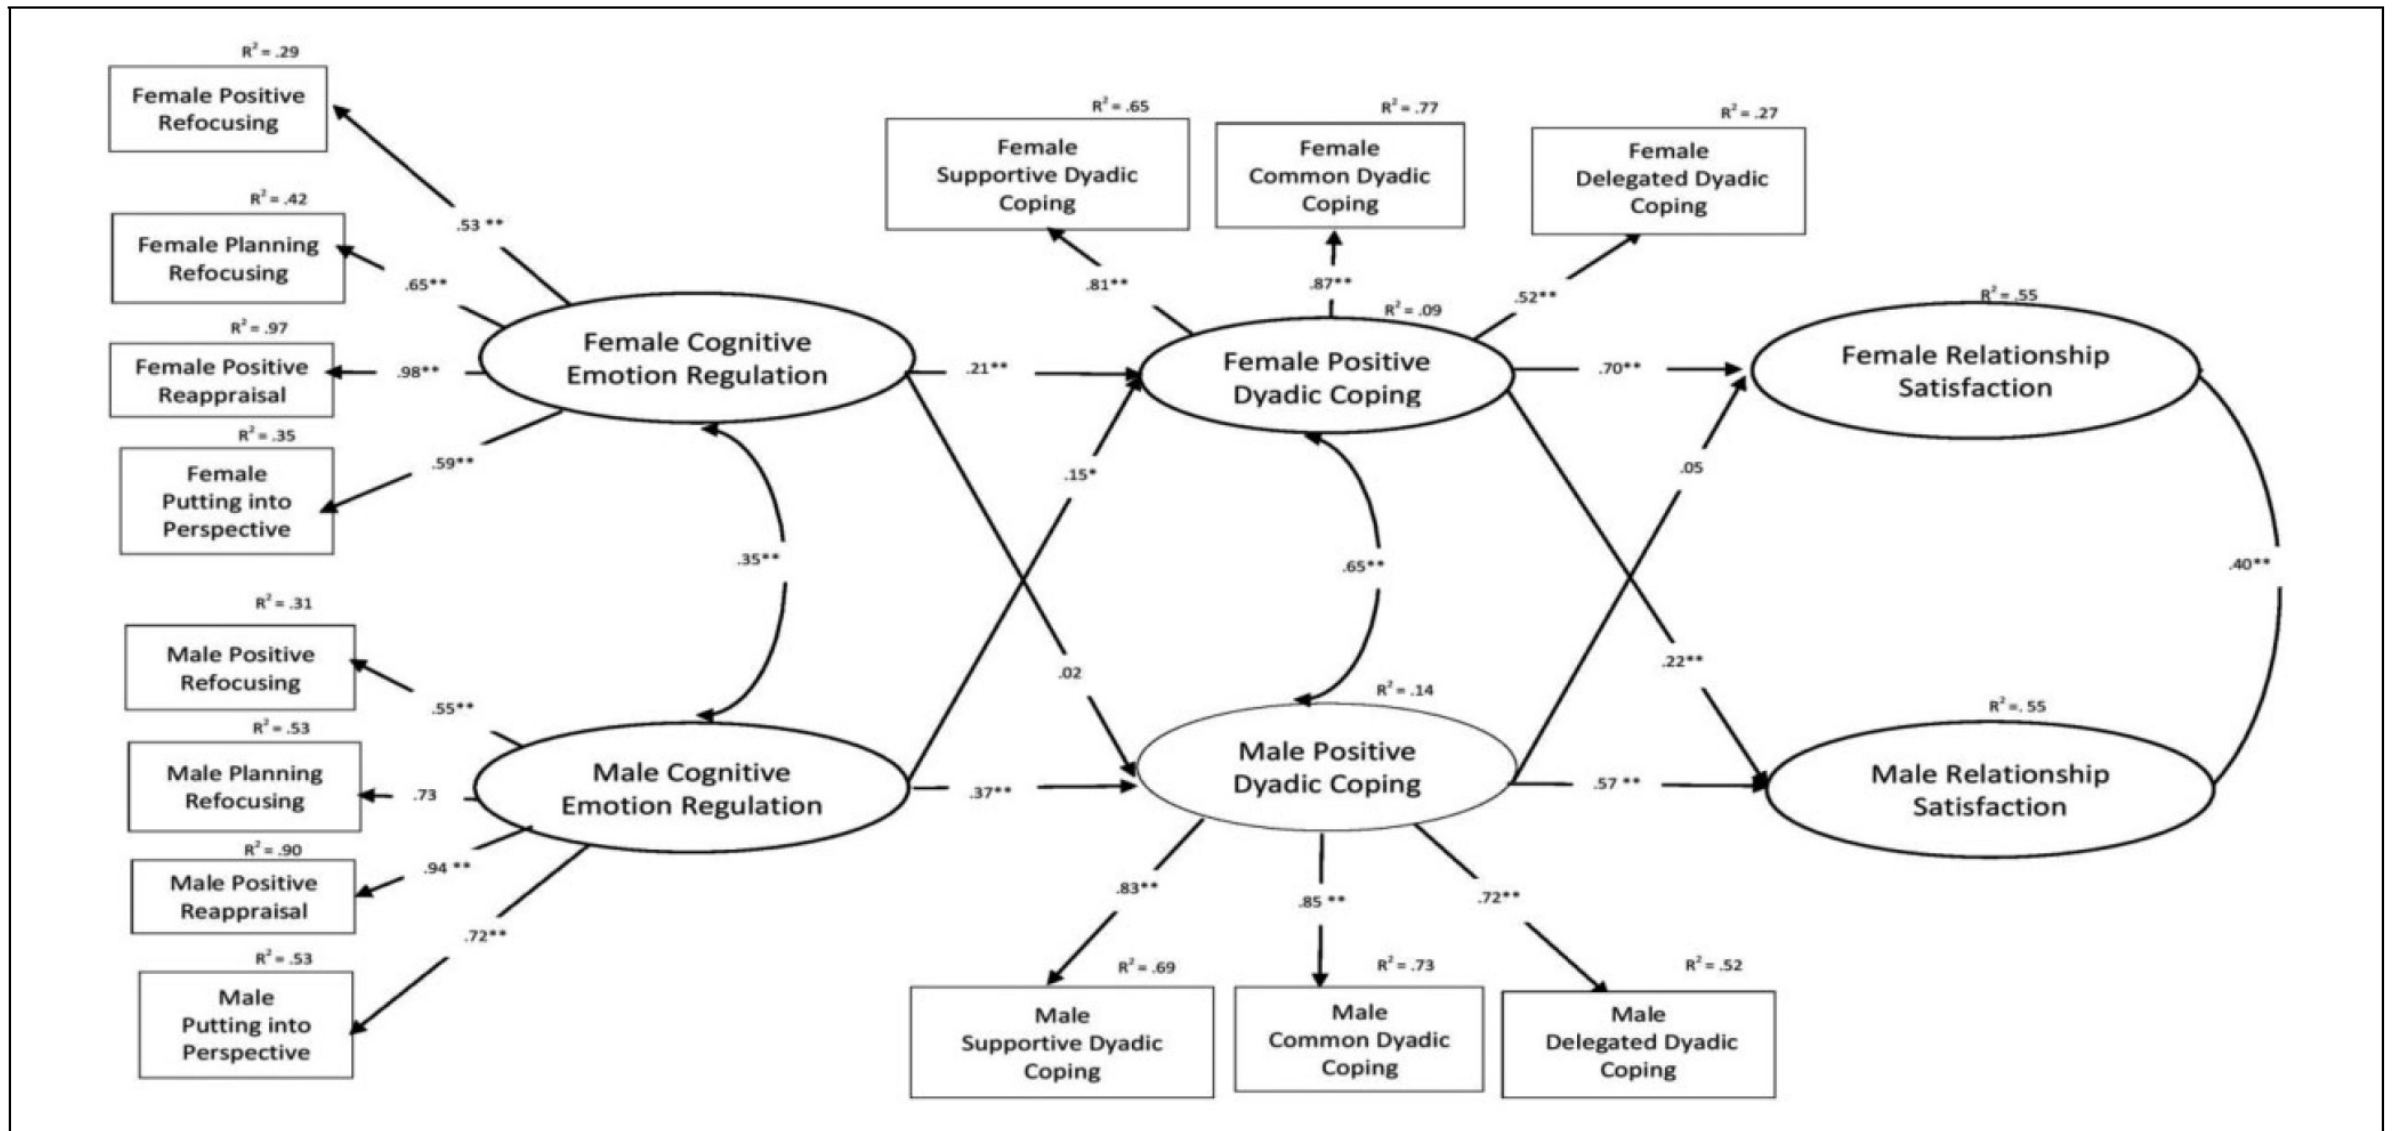 R² = .29
Female Positive
Refocusing
.53 **
R² = .42
Female Planning
Refocusing
.65**
R² = .97
Female Positive
Reappraisal
.98**
R² = .35
Female
Putting into
Perspective
.59**
Female Cognitive
Emotion Regulation
.35**
R² = .31
Male Positive
Refocusing
.55**
R² = .53
Male Planning
Refocusing
.73
R² = .90
Male Positive
Reappraisal
.94 **
R² = .53
Male
Putting into
Perspective
.72**
Male Cognitive
Emotion Regulation
.21**
.15*
.02
.37**
R² = .65
Female
Supportive Dyadic
Coping
.81**
R² = .77
Female
Common Dyadic
Coping
.87**
R² = .27
Female
Delegated Dyadic
Coping
.52**
R² = .09
Female Positive
Dyadic Coping
.65**
R² = .14
Male Positive
Dyadic Coping
.83**
R² = .69
Male
Supportive Dyadic
Coping
.85 **
R² = .73
Male
Common Dyadic
Coping
.72**
R² = .52
Male
Delegated Dyadic
Coping
.70**
.05
.22**
.57 **
R² = .55
Female Relationship
Satisfaction
.40**
R² =. 55
Male Relationship
Satisfaction